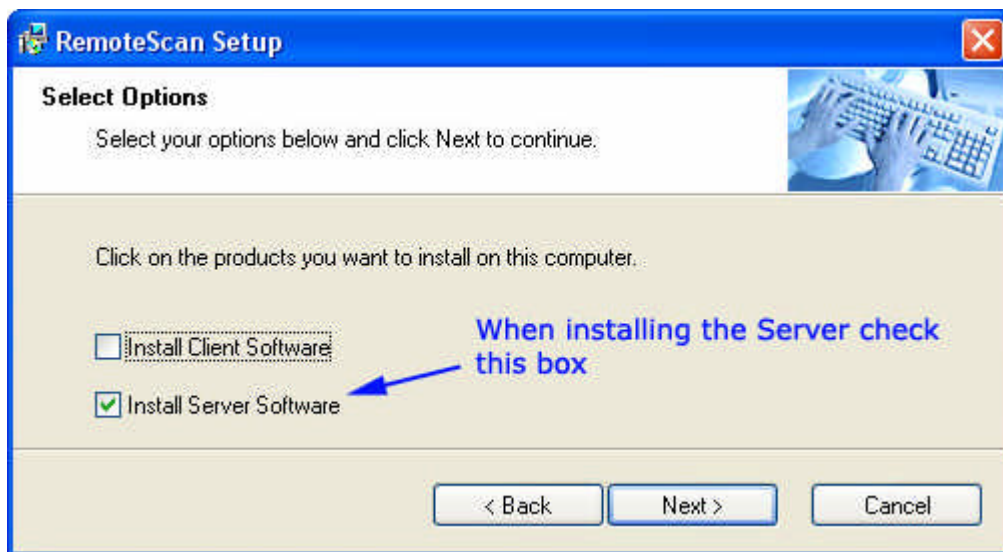 RemoteScan Setup
Select Options
Select your options below and click Next to continue.
Click on the products you want to install on this computer.
Install Client Software
When installing the Server check
this box
Install Server Software
< Back
Next >
Cancel